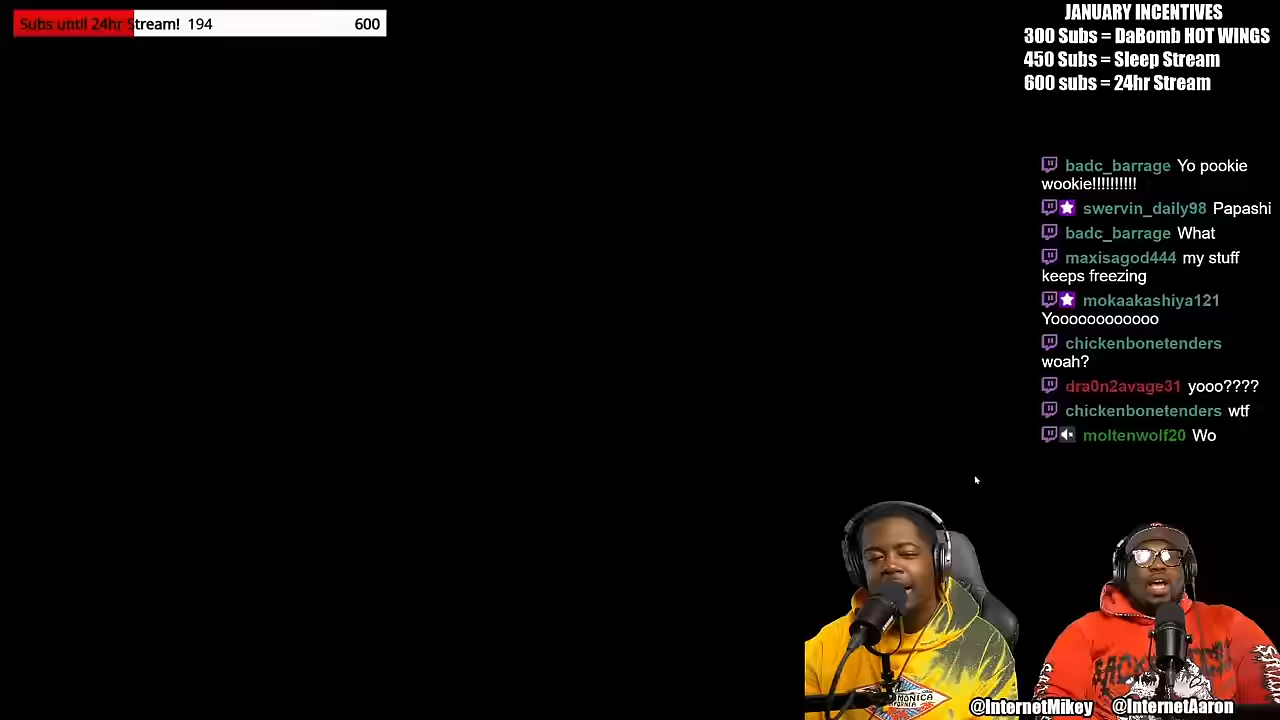 Subs until 24hr Stream! 194 600
JANUARY INCENTIVES
300 Subs = DaBomb HOT WINGS
450 Subs = Sleep Stream
600 subs = 24hr Stream
badc_barrage Yo pookie
wookie!!!!!!!!!!
swervin_daily98 Papashi
badc_barrage What
maxisagod444 my stuff
keeps freezing
mokaakashiya121
Yoooooooooooo
chickenbonetenders
woah?
dra0n2avage31 yooo????
chickenbonetenders wtf
moltenwolf20 Wo
MONICA
@InternetMikey @InternetAaron